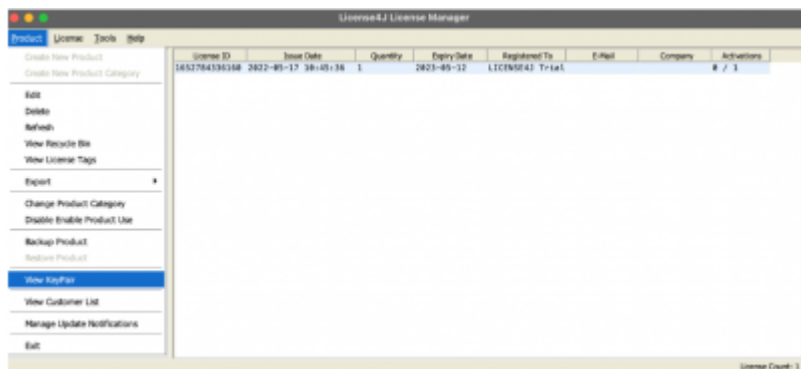 License4J License Manager
Product License Tools Help
License ID Issue Date Quantity Expiry Date Registered To E-Mail Company Activations
1652784336160 2022-05-17 10:45:36 1 2023-05-12 LICENSE4J Trial 0 / 1
Create New Product
Create New Product Category
Edit
Delete
Refresh
View Recycle Bin
View License Tags
Export
Change Product Category
Disable Enable Product Use
Backup Product
Restore Product
View KeyPair
View Customer List
Manage Update Notifications
Exit
License Count: 1